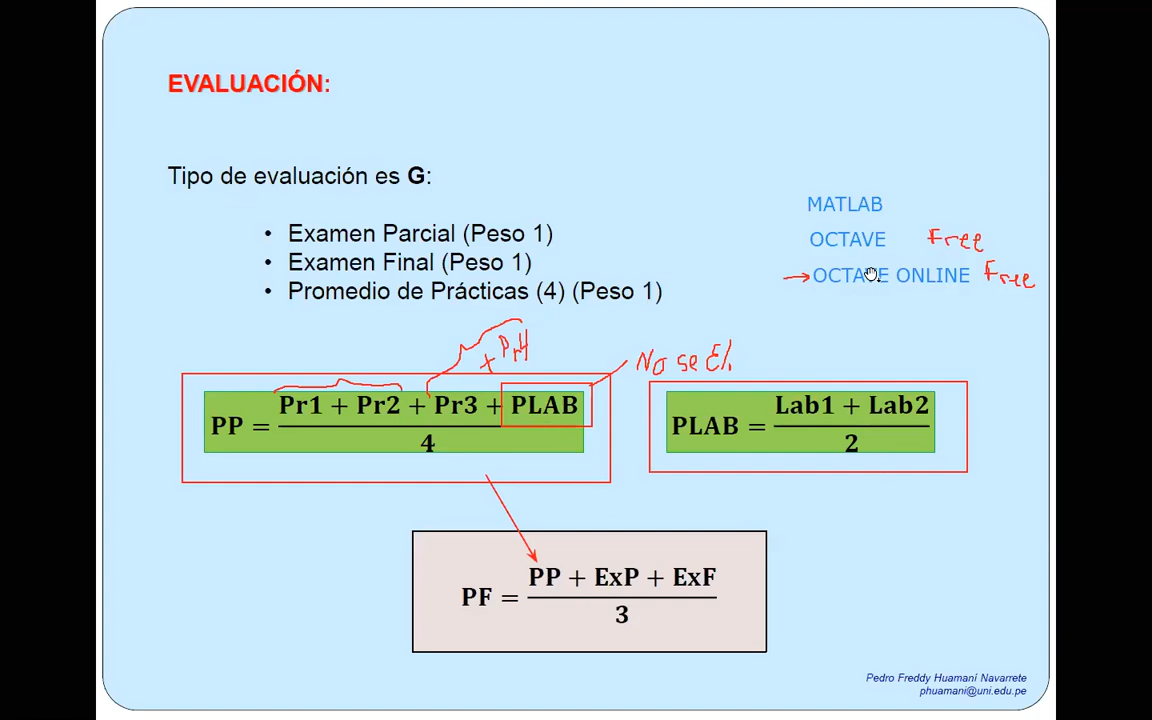 EVALUACIÓN:
Tipo de evaluación es G:
MATLAB
• Examen Parcial (Peso 1)
OCTAVE Free
• Examen Final (Peso 1)
→ OCTAVE ONLINE Free
• Promedio de Prácticas (4) (Peso 1)
+ Pr4
No se El.
PP = Pr1 + Pr2 + Pr3 + PLAB / 4
PLAB = Lab1 + Lab2 / 2
PF = PP + ExP + ExF / 3
Pedro Freddy Huamaní Navarrete
phuamani@uni.edu.pe